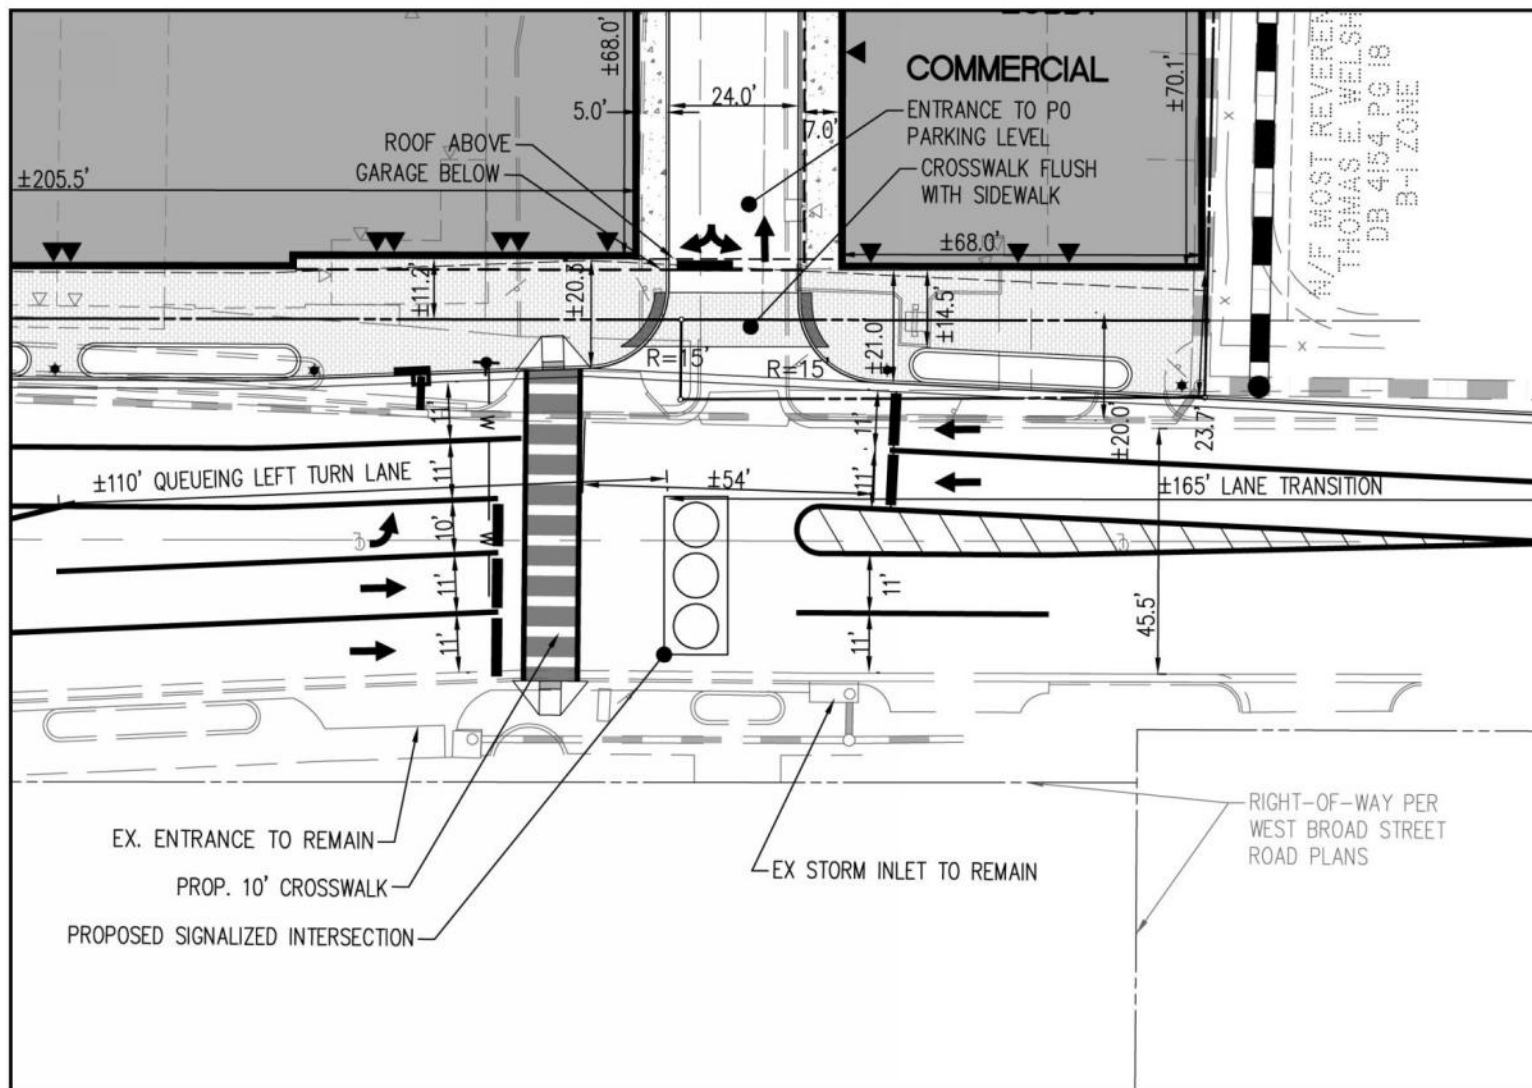 COMMERCIAL
±68.0'
24.0'
5.0'
7.0'
±70.1'
ENTRANCE TO P0
PARKING LEVEL
CROSSWALK FLUSH
WITH SIDEWALK
ROOF ABOVE
GARAGE BELOW
±205.5'
±68.0'
N/F MOST REVEREN
THOMAS E WELSH
DB 4154 PG 18
B-1 ZONE
±11.2'
±20.3'
±21.0
±14.5'
R=15'
R=15'
±20.0'
23.7'
11'
W
11'
11'
11'
±110' QUEUEING LEFT TURN LANE
±54'
±165' LANE TRANSITION
10'
W
11'
11'
11'
11'
45.5'
EX. ENTRANCE TO REMAIN
PROP. 10' CROSSWALK
PROPOSED SIGNALIZED INTERSECTION
EX STORM INLET TO REMAIN
RIGHT-OF-WAY PER
WEST BROAD STREET
ROAD PLANS